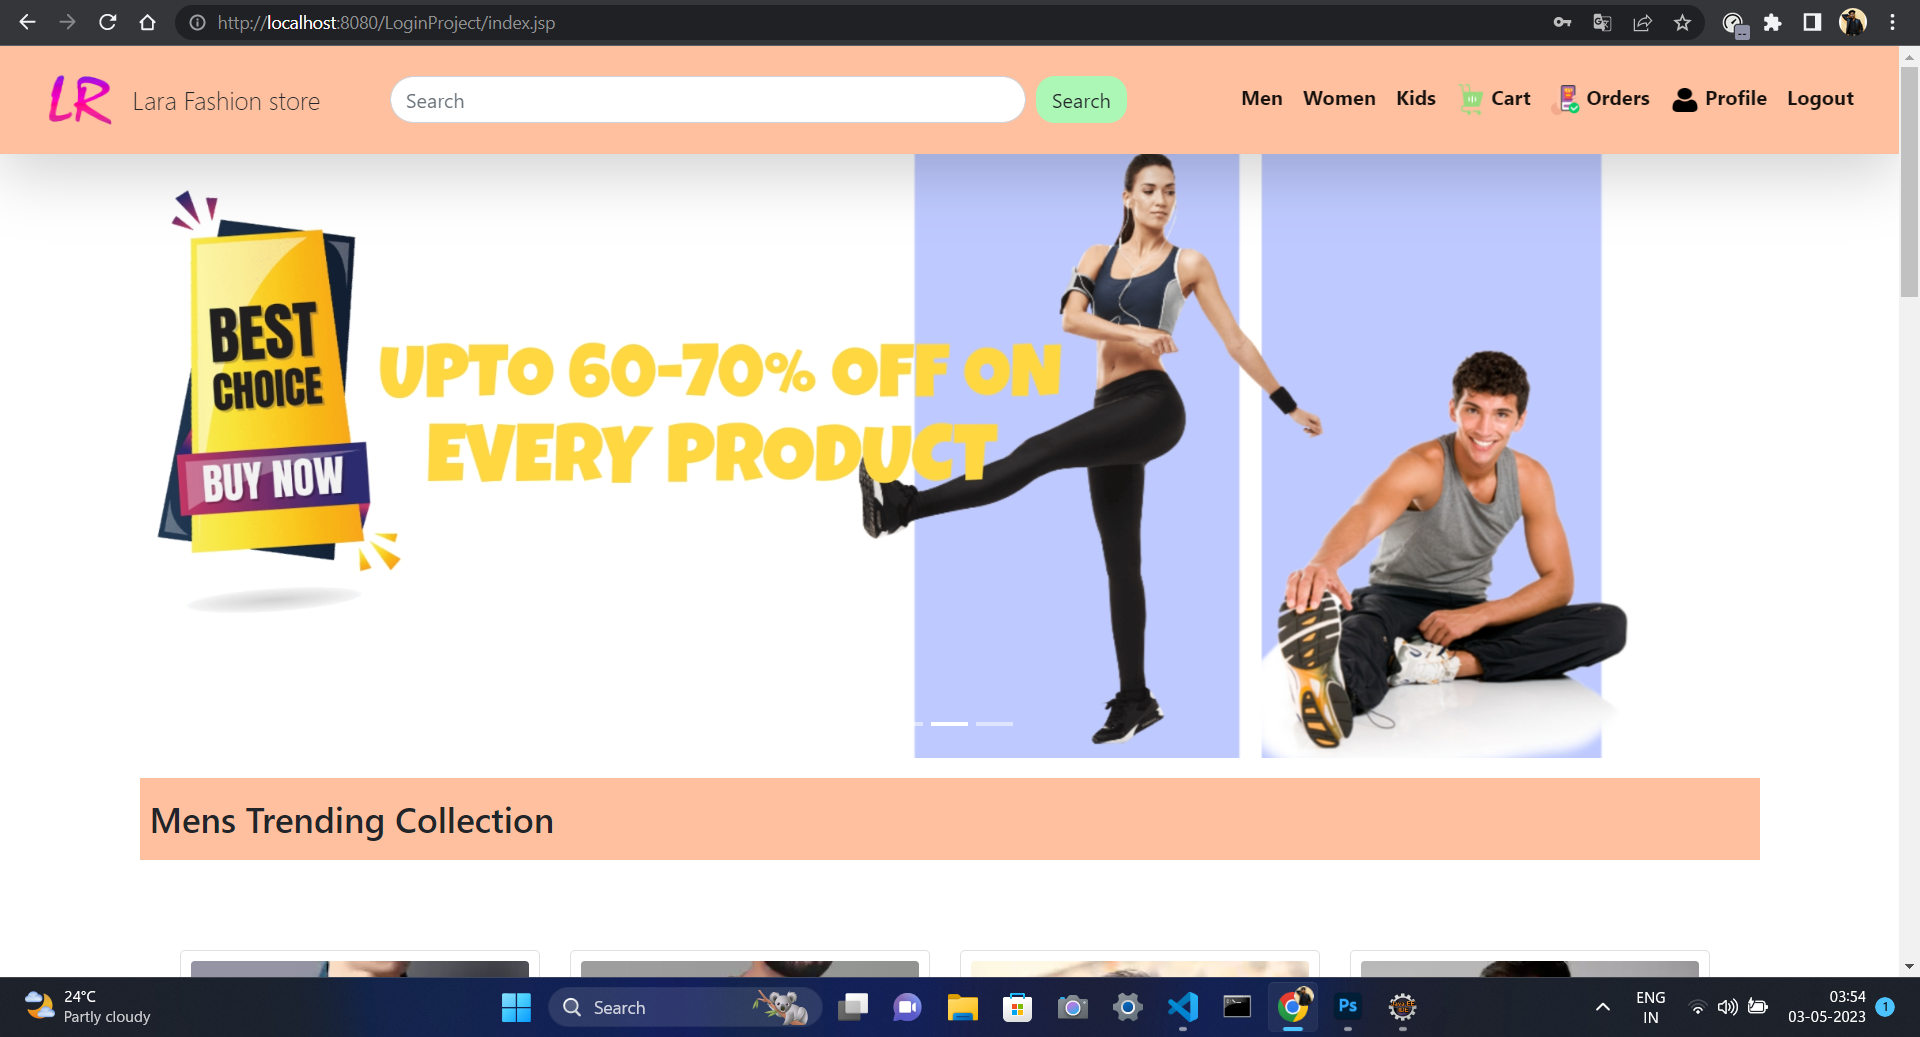 http://localhost:8080/LoginProject/index.jsp
LR Lara Fashion store Search Search Men Women Kids Cart Orders Profile Logout
BEST
CHOICE
BUY NOW
UPTO 60-70% OFF ON
EVERY PRODUCT
Mens Trending Collection
24°C
Partly cloudy
Search
Ps
ENG
IN
03:54
03-05-2023
1